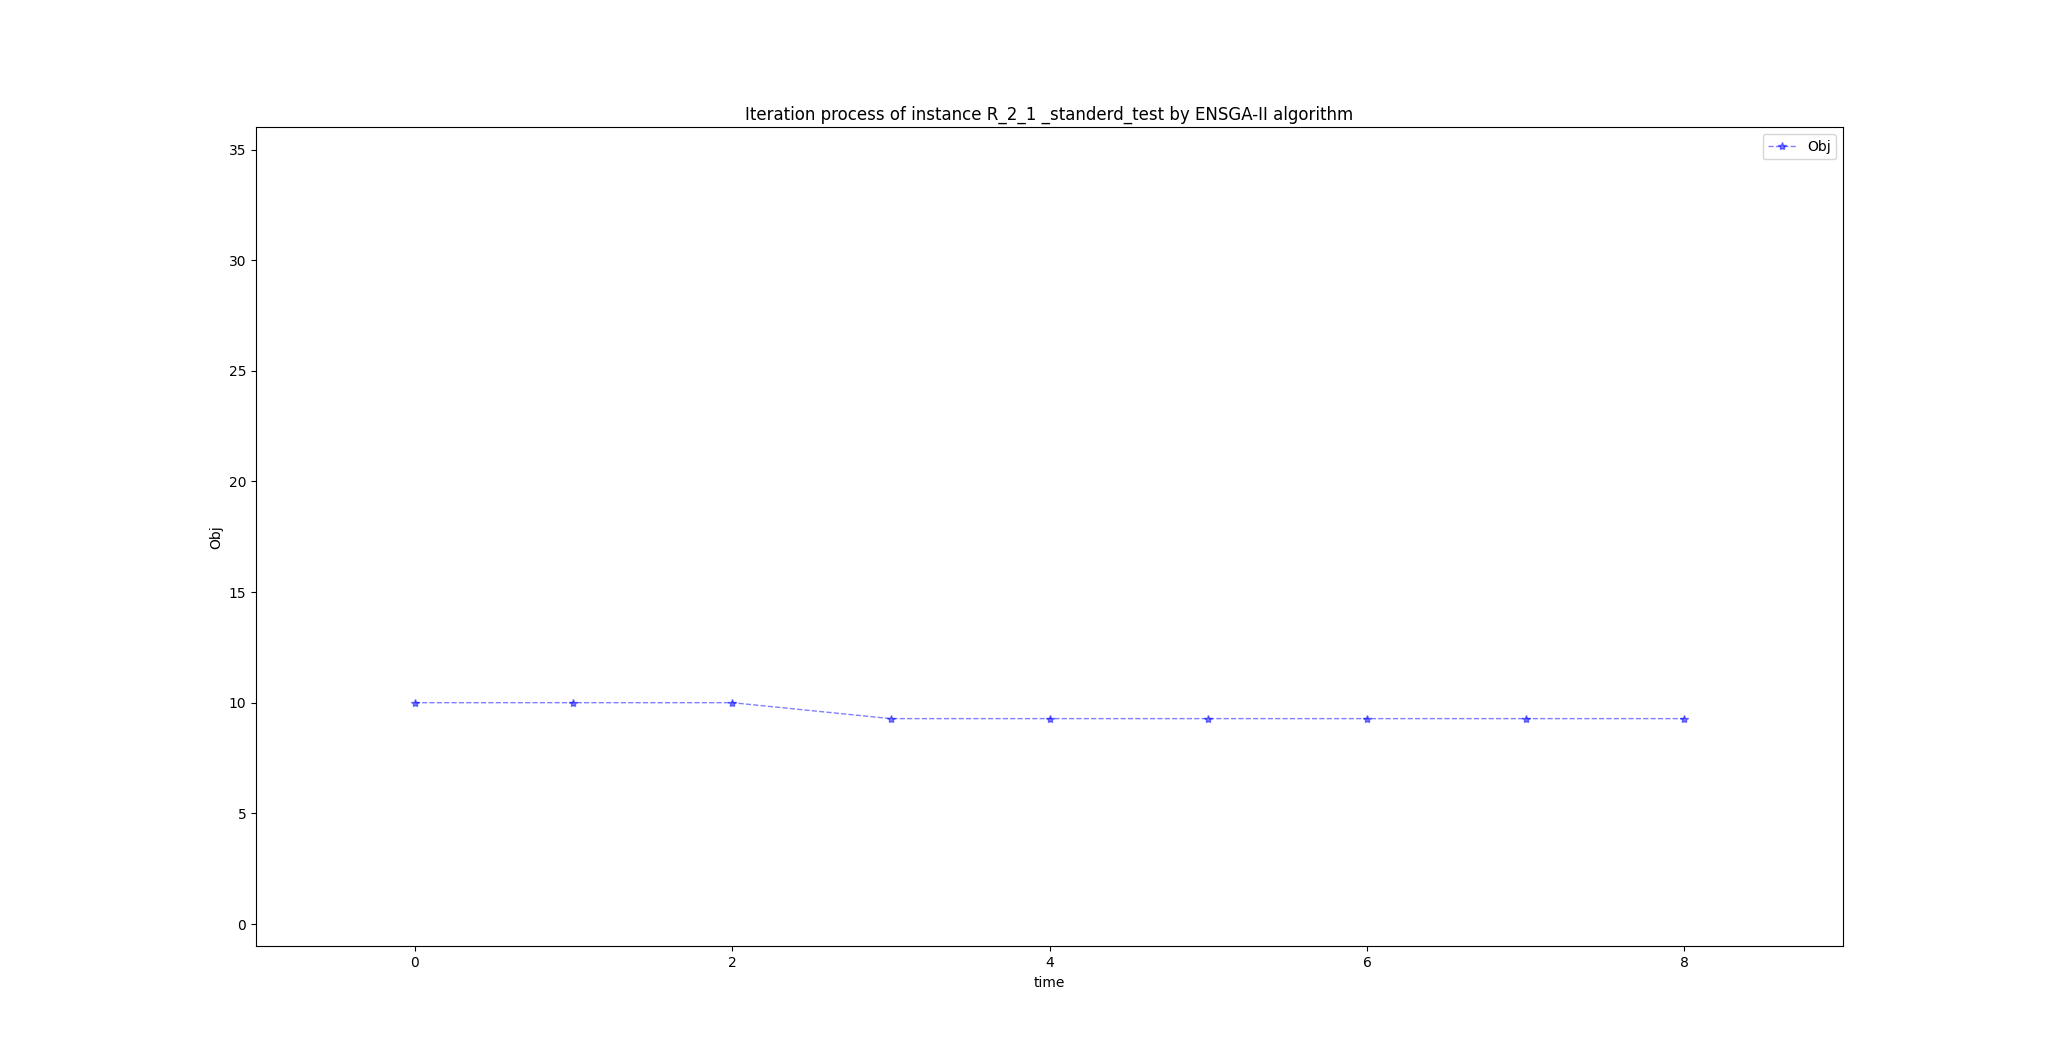 Iteration process of instance R_2_1 _standerd_test by ENSGA-II algorithm
Obj
35
30
25
20
15
10
5
0
Obj
0 2 4 6 8
time